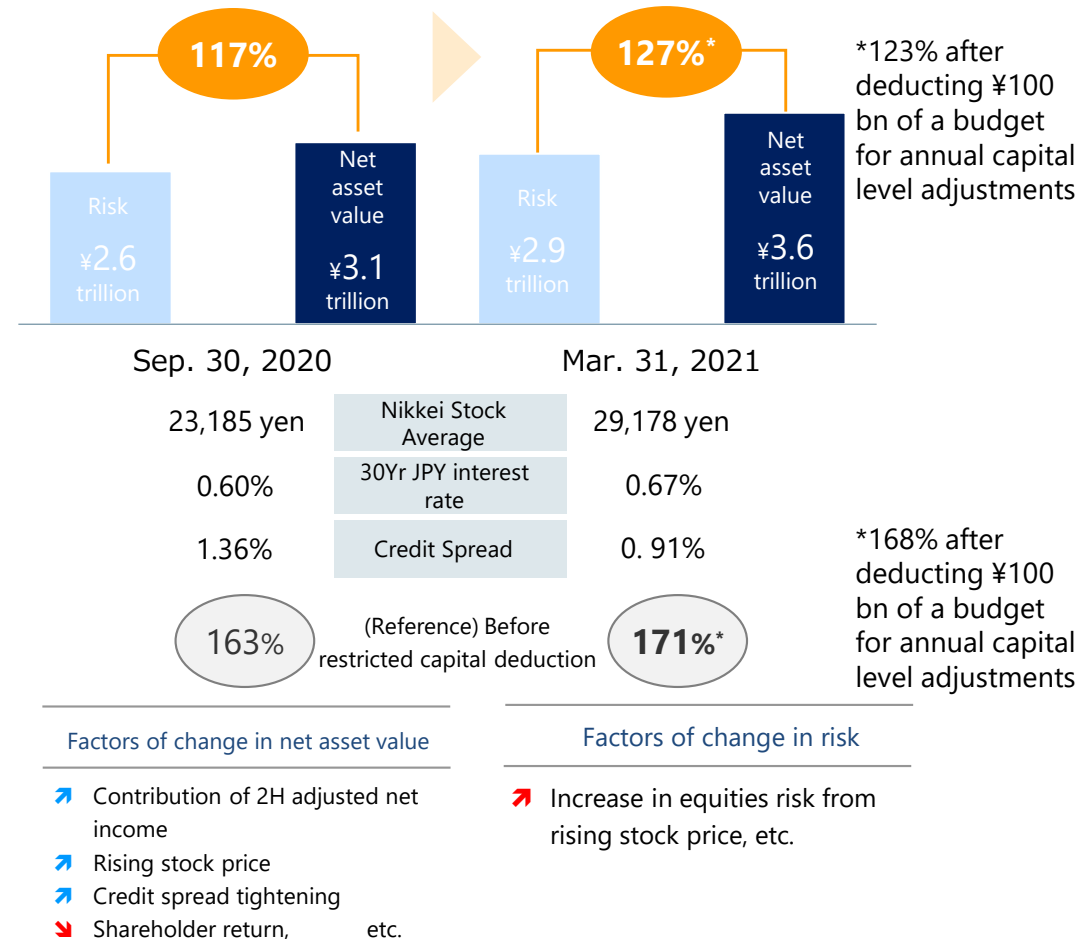 117%
127%*
*123% after
deducting ¥100
bn of a budget
for annual capital
level adjustments
Risk
¥2.6
trillion
Net
asset
value
¥3.1
trillion
Risk
¥2.9
trillion
Net
asset
value
¥3.6
trillion
Sep. 30, 2020
Mar. 31, 2021
23,185 yen
Nikkei Stock
Average
29,178 yen
0.60%
30Yr JPY interest
rate
0.67%
1.36%
Credit Spread
0. 91%
163%
(Reference) Before
restricted capital deduction
171%*
*168% after
deducting ¥100
bn of a budget
for annual capital
level adjustments
Factors of change in net asset value
Contribution of 2H adjusted net
income
Rising stock price
Credit spread tightening
Shareholder return, etc.
Factors of change in risk
Increase in equities risk from
rising stock price, etc.